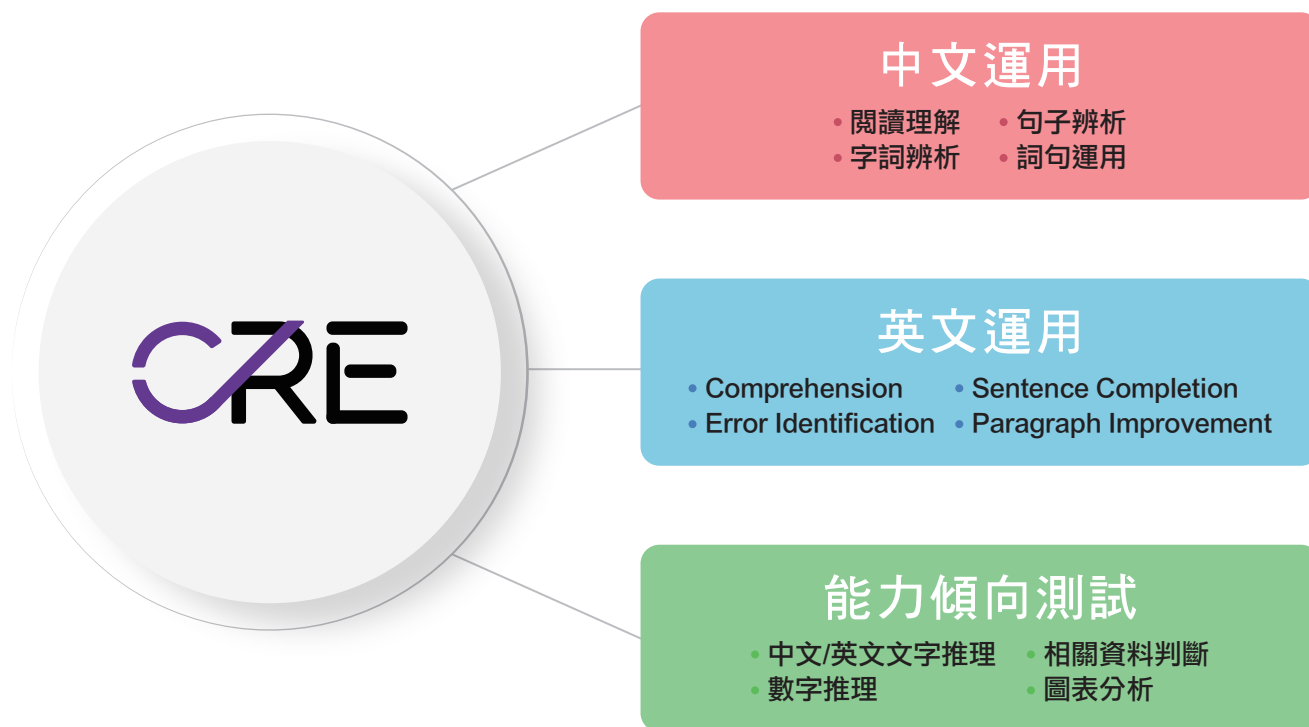 CRE
中文運用
• 閲讀理解 • 句子辨析
• 字詞辨析 • 詞句運用
英文運用
• Comprehension • Sentence Completion
• Error Identification • Paragraph Improvement
能力傾向測試
• 中文/英文文字推理 • 相關資料判斷
• 數字推理 • 圖表分析